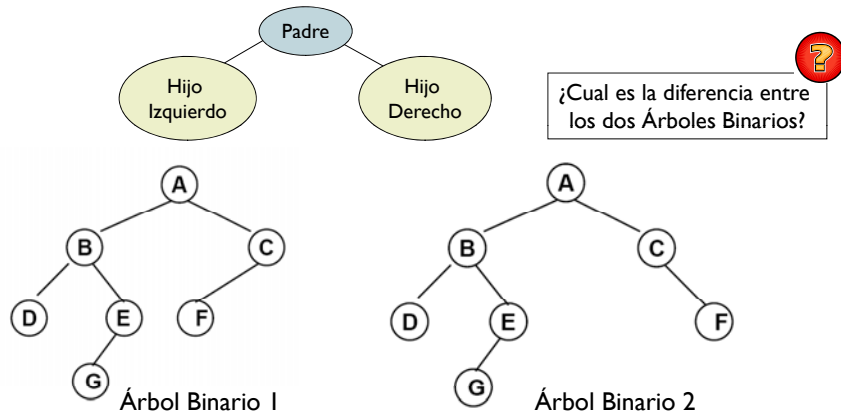 Padre
Hijo
Izquierdo
Hijo
Derecho
?
¿Cual es la diferencia entre
los dos Árboles Binarios?
A
B
C
D
E
F
G
Árbol Binario 1
A
B
C
D
E
F
G
Árbol Binario 2